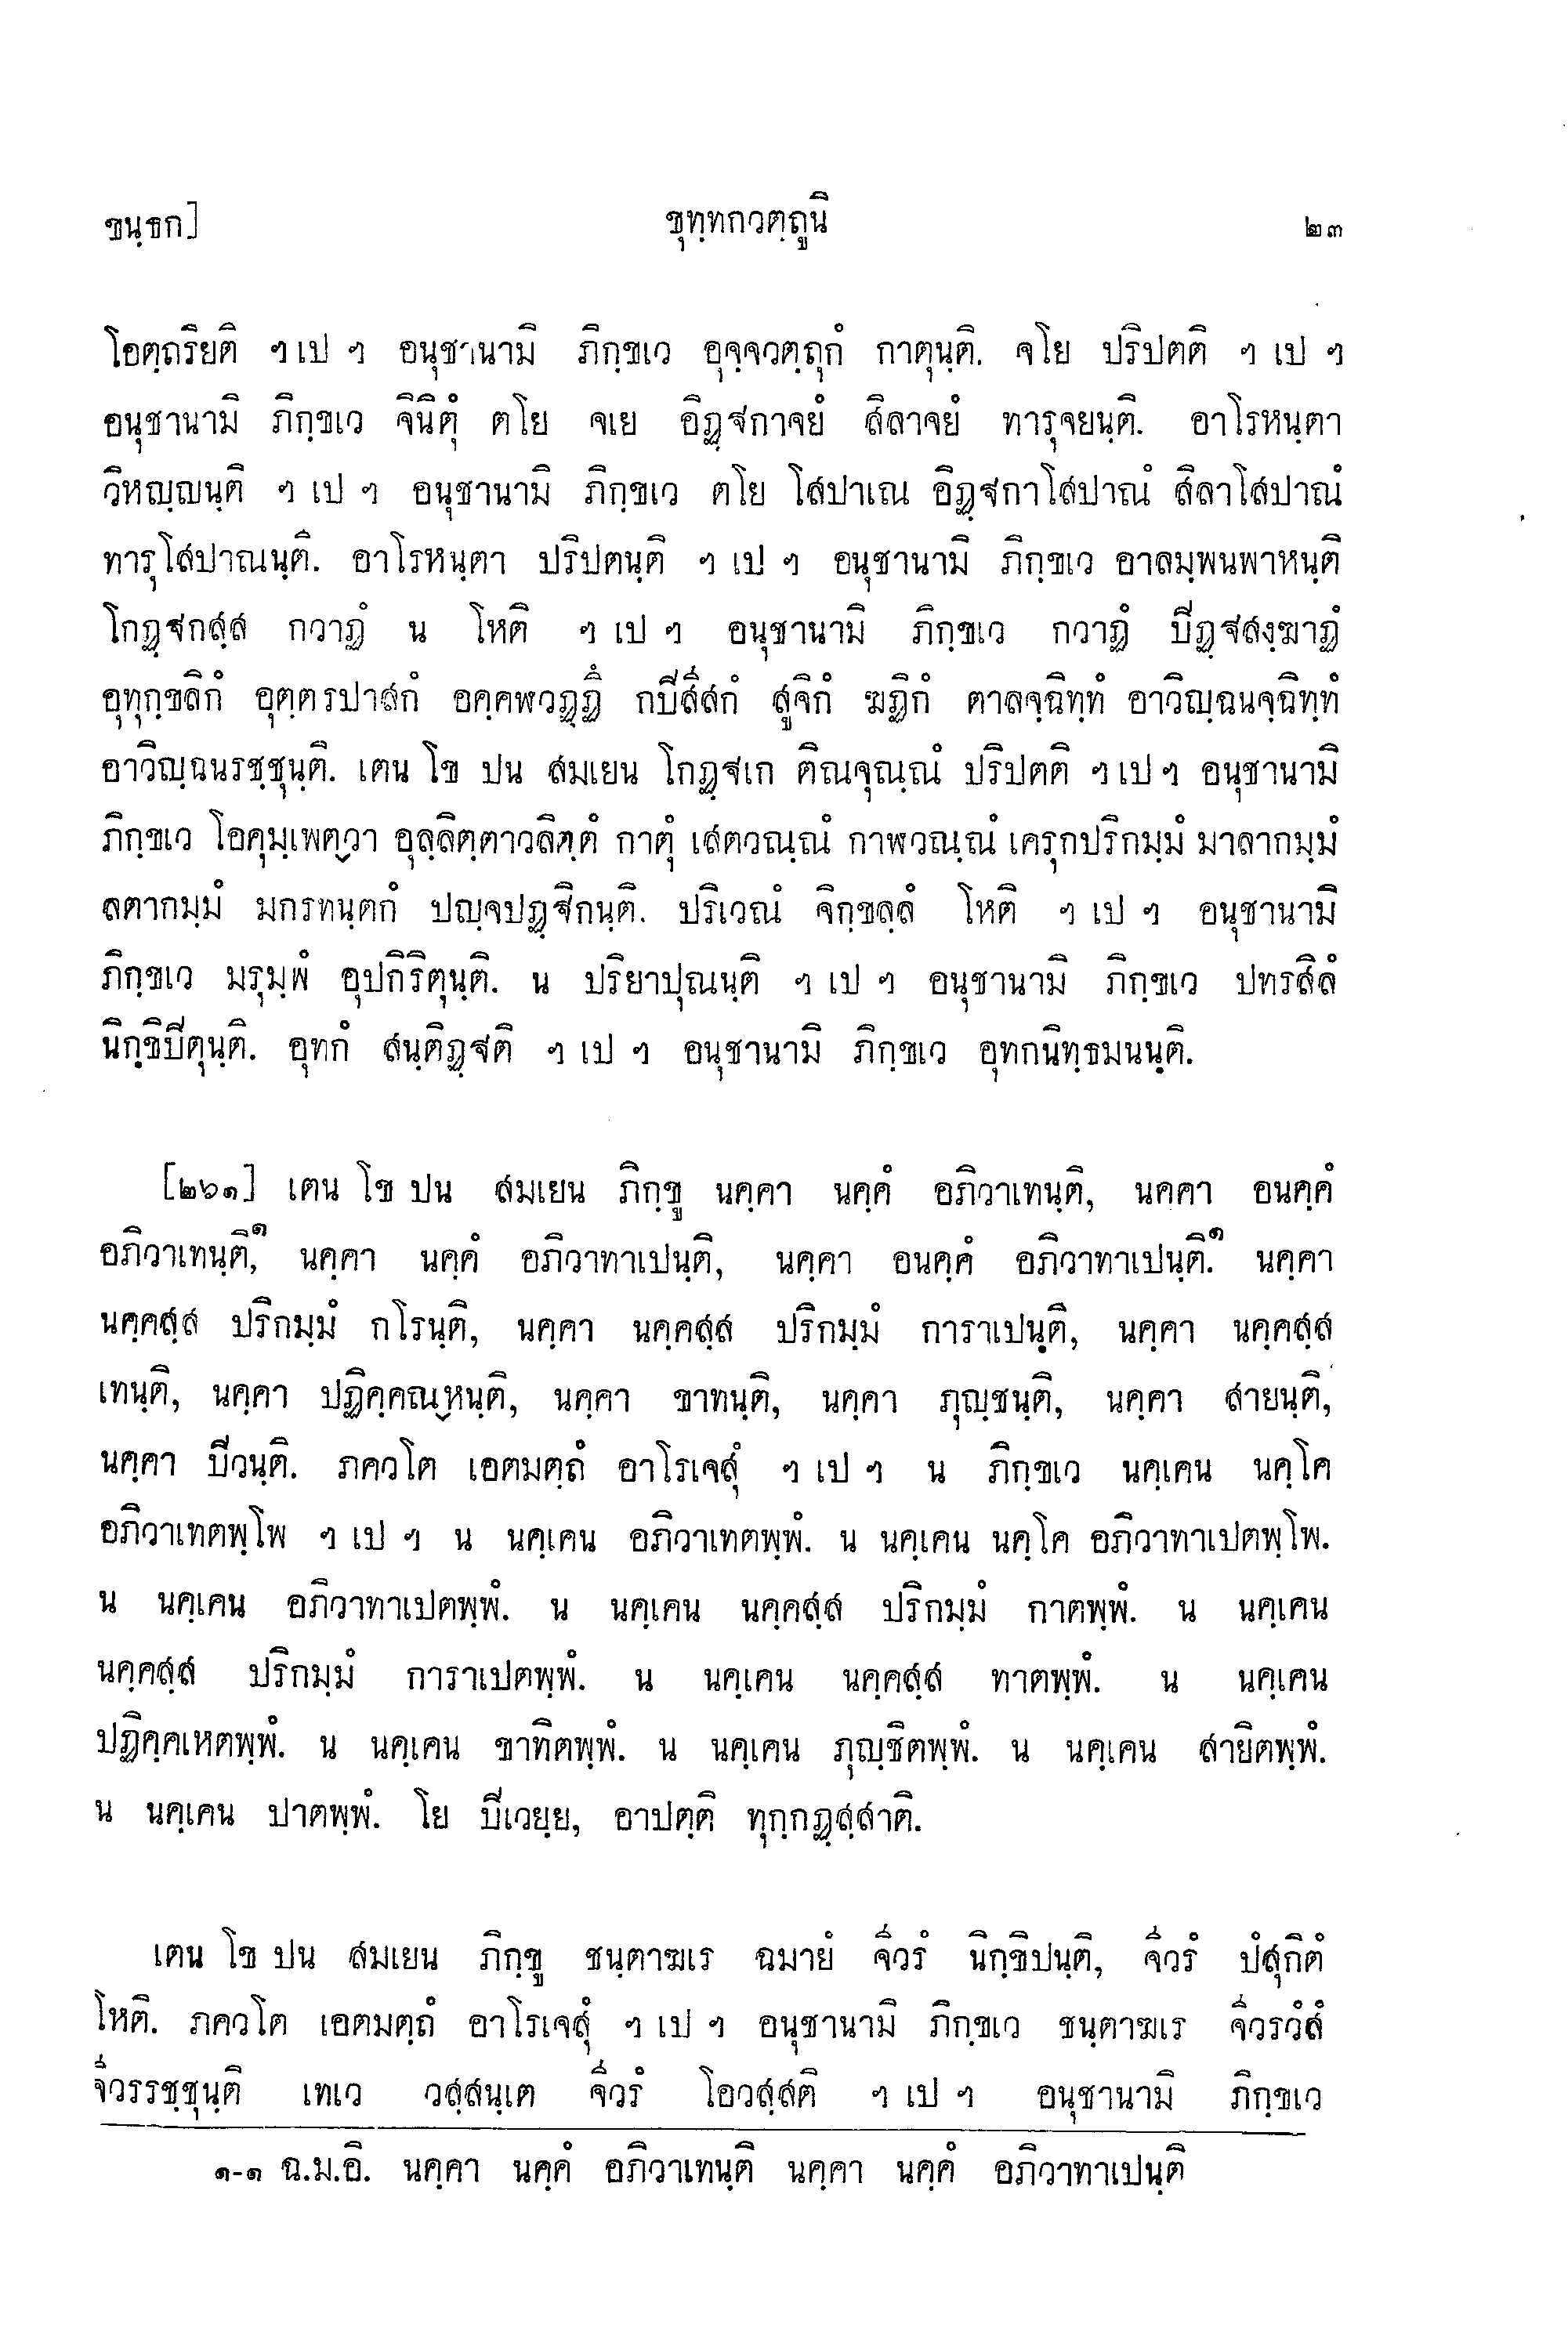 ขนฺธก]
ขุทฺทกวตฺถูนิ
๒๓
โอตฺถริยติ ฯ เป ฯ อนุชานามิ ภิกฺขเว อุจฺจวตฺถุกํ กาตุนฺติ. จโย ปริปตติ ฯ เป ฯ
อนุชานามิ ภิกฺขเว จินิตุํ ตโย จเย อิฏฺฐกาจยํ สิลาจยํ ทารุจยนฺติ. อาโรหนฺตา
วิหญฺญนฺติ ฯ เป ฯ อนุชานามิ ภิกฺขเว ตโย โสปาเณ อิฏฺฐกาโสปาณํ สิลาโสปาณํ
ทารุโสปาณนฺติ. อาโรหนฺตา ปริปตนฺติ ฯ เป ฯ อนุชานามิ ภิกฺขเว อาลมฺพนพาหนฺติ
โกฏฺฐกสฺส กวาฏํ น โหติ ฯ เป ฯ อนุชานามิ ภิกฺขเว กวาฏํ ปีฏฺฐสงฺฆาฏํ
อุทุกฺขลิกํ อุตฺตรปาสกํ อคฺคฬวฏฺฏึ กปีสีสกํ สูจิกํ ฆฏิกํ ตาลจฺฉิทฺทํ อาวิญฺฉนจฺฉิทฺทํ
อาวิญฺฉนรชฺชุนฺติ. เตน โข ปน สมเยน โกฏฺฐเก ติณจุณฺณํ ปริปตติ ฯ เป ฯ อนุชานามิ
ภิกฺขเว โอคุมฺเพตฺวา อุลฺลิตฺตาวลิตฺตํ กาตุํ เสตวณฺณํ กาฬวณฺณํ เครุกปริกมฺมํ มาลากมฺมํ
ลตากมฺมํ มกรทนฺตกํ ปญฺจปฏฺฐิกนฺติ. ปริเวณํ จิกฺขลฺลํ โหติ ฯ เป ฯ อนุชานามิ
ภิกฺขเว มรุมฺพํ อุปกิริตุนฺติ. น ปริยาปุณนฺติ ฯ เป ฯ อนุชานามิ ภิกฺขเว ปทรสิลํ
นิกฺขิปิตุนฺติ. อุทกํ สนฺติฏฺฐติ ฯ เป ฯ อนุชานามิ ภิกฺขเว อุทกนิทฺธมนนฺติ.
[๒๖๑] เตน โข ปน สมเยน ภิกฺขู นคฺคา นคฺคํ อภิวาเทนฺติ, นคฺคา อนคฺคํ
อภิวาเทนฺติ,๑ นคฺคา นคฺคํ อภิวาทาเปนฺติ, นคฺคา อนคฺคํ อภิวาทาเปนฺติ.๑ นคฺคา
นคฺคสฺส ปริกมฺมํ กโรนฺติ, นคฺคา นคฺคสฺส ปริกมฺมํ การาเปนฺติ, นคฺคา นคฺคสฺส
เทนฺติ, นคฺคา ปฏิคฺคณฺหนฺติ, นคฺคา ขาทนฺติ, นคฺคา ภุญฺชนฺติ, นคฺคา สายนฺติ,
นคฺคา ปีวนฺติ. ภควโต เอตมตฺถํ อาโรเจสุํ ฯ เป ฯ น ภิกฺขเว นคฺเคน นคฺโค
อภิวาเทตพฺโพ ฯ เป ฯ น นคฺเคน อภิวาเทตพฺพํ. น นคฺเคน นคฺโค อภิวาทาเปตพฺโพ.
น นคฺเคน อภิวาทาเปตพฺพํ. น นคฺเคน นคฺคสฺส ปริกมฺมํ กาตพฺพํ. น นคฺเคน
นคฺคสฺส ปริกมฺมํ การาเปตพฺพํ. น นคฺเคน นคฺคสฺส ทาตพฺพํ. น นคฺเคน
ปฏิคฺคเหตพฺพํ. น นคฺเคน ขาทิตพฺพํ. น นคฺเคน ภุญฺชิตพฺพํ. น นคฺเคน สายิตพฺพํ.
น นคฺเคน ปาตพฺพํ. โย ปีเวยฺย, อาปตฺติ ทุกฺกฏสฺสาติ.
เตน โข ปน สมเยน ภิกฺขู ชนฺตาฆเร ฉมายํ จีวรํ นิกฺขิปนฺติ, จีวรํ ปํสุกิตํ
โหติ. ภควโต เอตมตฺถํ อาโรเจสุํ ฯ เป ฯ อนุชานามิ ภิกฺขเว ชนฺตาฆเร จีวรวํสํ
จีวรรชฺชุนฺติ เทเว วสฺสนฺเต จีวรํ โอวสฺสติ ฯ เป ฯ อนุชานามิ ภิกฺขเว
๑-๑ ฉ.ม.อิ. นคฺคา นคฺคํ อภิวาเทนฺติ นคฺคา นคฺคํ อภิวาทาเปนฺติ